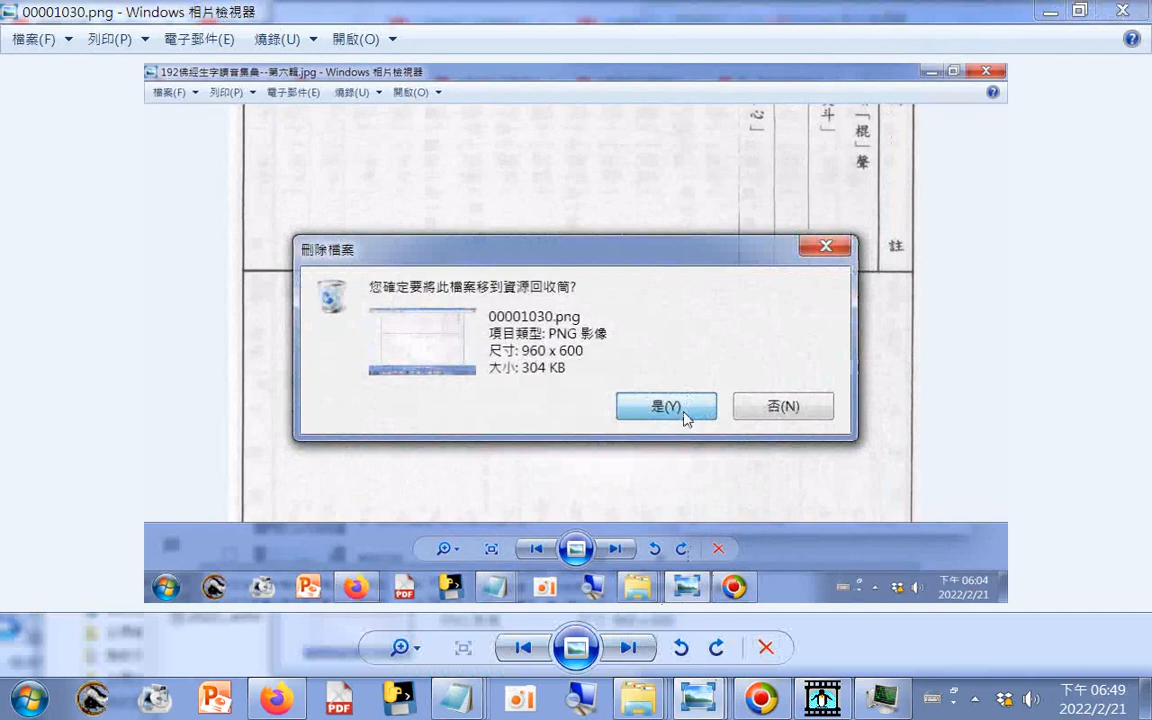 00001030.png - Windows 相片檢視器
檔案(F) 列印(P) 電子郵件(E) 燒錄(U) 開啟(O)
192佛經生字讀音集彙--第六輯.jpg - Windows 相片檢視器
檔案(F) 列印(P) 電子郵件(E) 燒錄(U) 開啟(O)
「棍」聲
斗」
心」
註
刪除檔案
您確定要將此檔案移到資源回收筒?
00001030.png
項目類型: PNG 影像
尺寸: 960 x 600
大小: 304 KB
是(Y)
否(N)
PDF
下午 06:04
2022/2/21
PDF
下午 06:49
2022/2/21